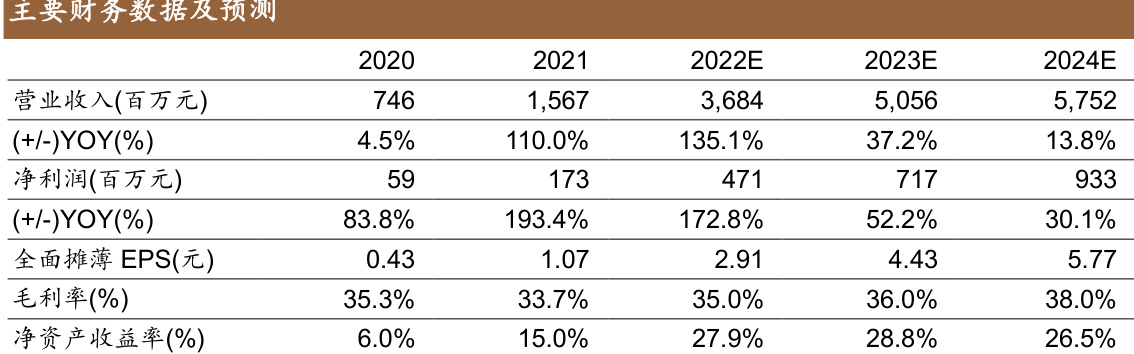 主要财务数据及预测
2020 2021 2022E 2023E 2024E
营业收入(百万元) 746 1,567 3,684 5,056 5,752
(+/-)YOY(%) 4.5% 110.0% 135.1% 37.2% 13.8%
净利润(百万元) 59 173 471 717 933
(+/-)YOY(%) 83.8% 193.4% 172.8% 52.2% 30.1%
全面摊薄 EPS(元) 0.43 1.07 2.91 4.43 5.77
毛利率(%) 35.3% 33.7% 35.0% 36.0% 38.0%
净资产收益率(%) 6.0% 15.0% 27.9% 28.8% 26.5%